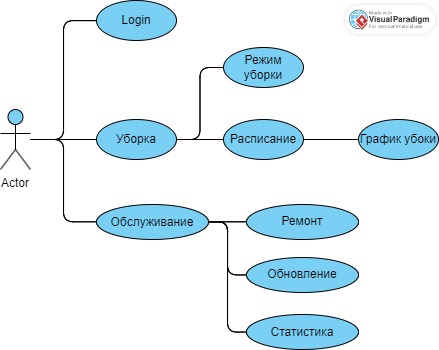 Login
Made with
Visual Paradigm
For non-commercial use
Режим
уборки
Actor
Уборка
Расписание
График убоки
Обслуживание
Ремонт
Обновление
Статистика